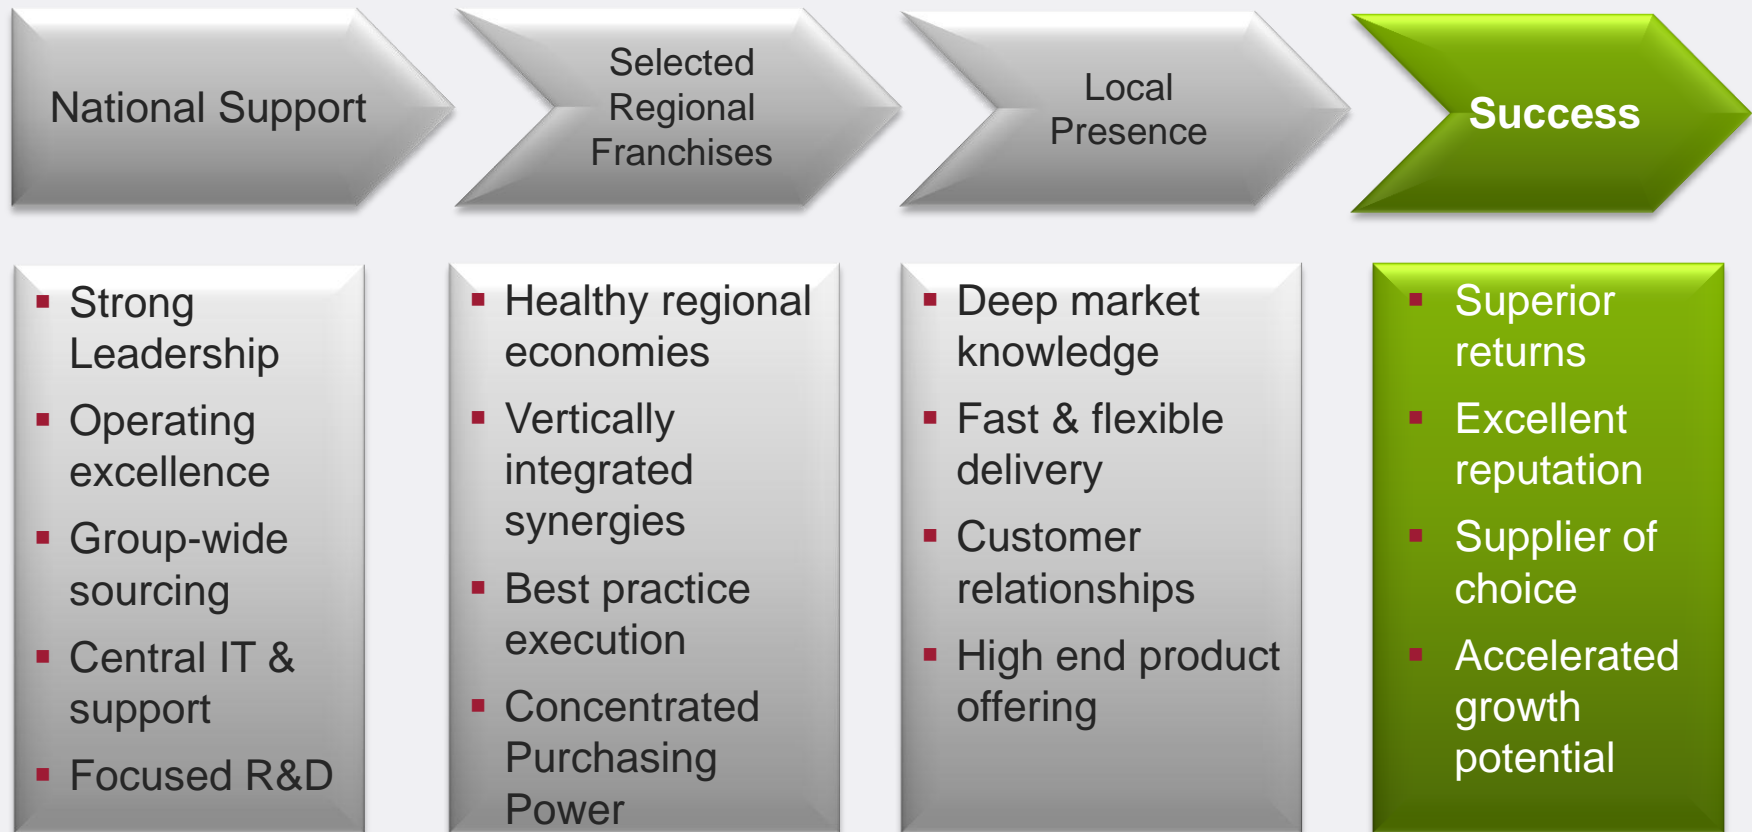 National Support
Selected
Regional
Franchises
Local
Presence
Success
▪ Strong
Leadership
▪ Operating
excellence
▪ Group-wide
sourcing
▪ Central IT &
support
▪ Focused R&D
▪ Healthy regional
economies
▪ Vertically
integrated
synergies
▪ Best practice
execution
▪ Concentrated
Purchasing
Power
▪ Deep market
knowledge
▪ Fast & flexible
delivery
▪ Customer
relationships
▪ High end product
offering
▪ Superior
returns
▪ Excellent
reputation
▪ Supplier of
choice
▪ Accelerated
growth
potential